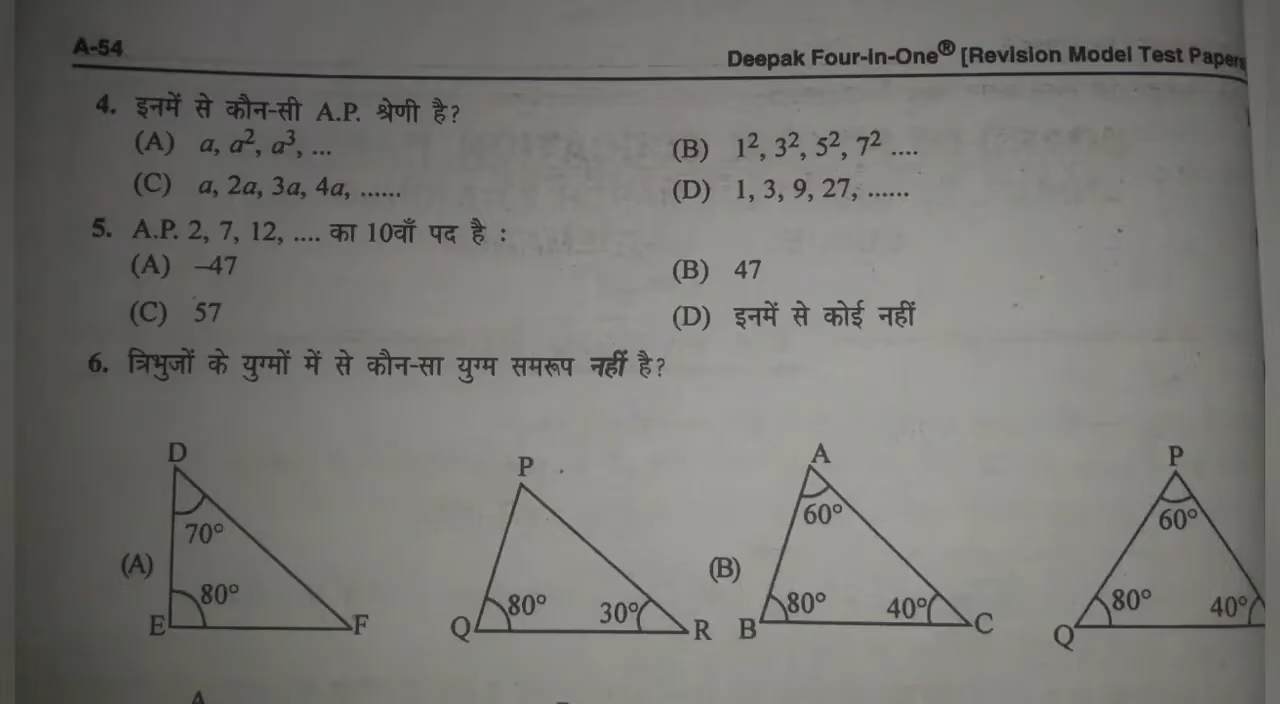 A-54
Deepak Four-in-One® [Revision Model Test Papers
4. इनमें से कौन-सी A.P. श्रेणी है?
(A) a, a², a³, ...
(B) 1², 3², 5², 7² ....
(C) a, 2a, 3a, 4a, ......
(D) 1, 3, 9, 27, ......
5. A.P. 2, 7, 12, .... का 10वाँ पद है :
(A) –47
(B) 47
(C) 57
(D) इनमें से कोई नहीं
6. त्रिभुजों के युग्मों में से कौन-सा युग्म समरूप नहीं है?
(A)
D
70°
80°
E
F
P
80°
30°
Q
R
(B)
A
60°
80°
40°
B
C
P
60°
80°
40°
Q
A